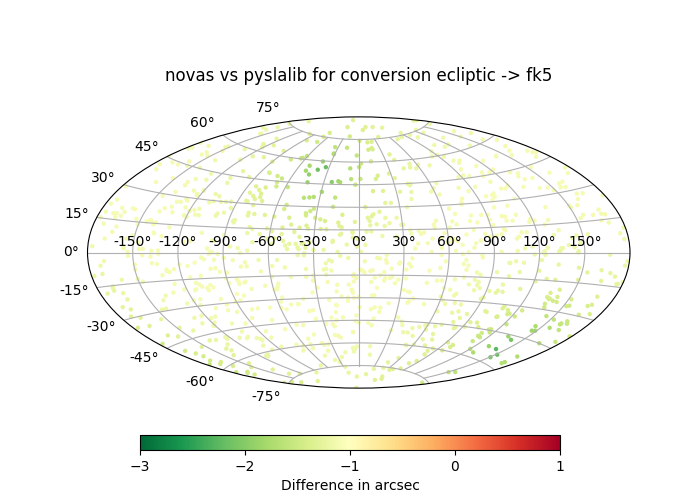 novas vs pyslalib for conversion ecliptic -> fk5
75°
60°
45°
30°
15°
-150° -120° -90° -60° -30° 0° 30° 60° 90° 120° 150°
0°
-15°
-30°
-45°
-60°
-75°
−3 −2 −1 0 1
Difference in arcsec